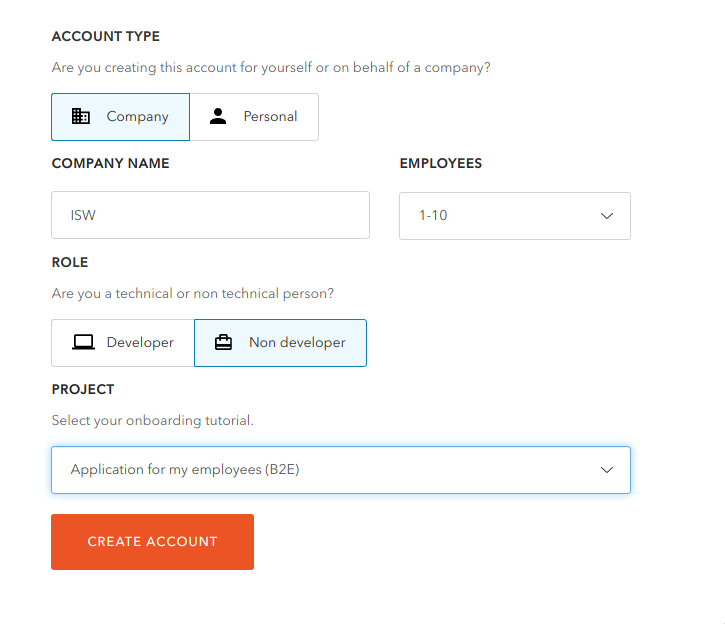 ACCOUNT TYPE
Are you creating this account for yourself or on behalf of a company?
Company Personal
COMPANY NAME EMPLOYEES
ISW 1-10
ROLE
Are you a technical or non technical person?
Developer Non developer
PROJECT
Select your onboarding tutorial.
Application for my employees (B2E)
CREATE ACCOUNT